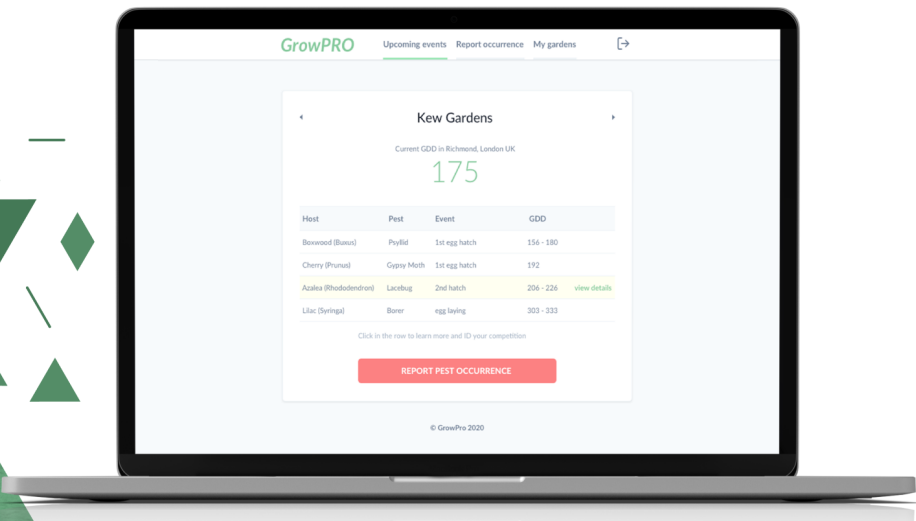 GrowPRO Upcoming events Report occurrence My gardens
Kew Gardens
Current GDD in Richmond, London UK
175
Host Pest Event GDD
Boxwood (Buxus) Psyllid 1st egg hatch 156 - 180
Cherry (Prunus) Gypsy Moth 1st egg hatch 192
Azalea (Rhododendron) Lacebug 2nd hatch 206 - 226 view details
Lilac (Syringa) Borer egg laying 303 - 333
Click in the row to learn more and ID your competition
REPORT PEST OCCURRENCE
© GrowPro 2020